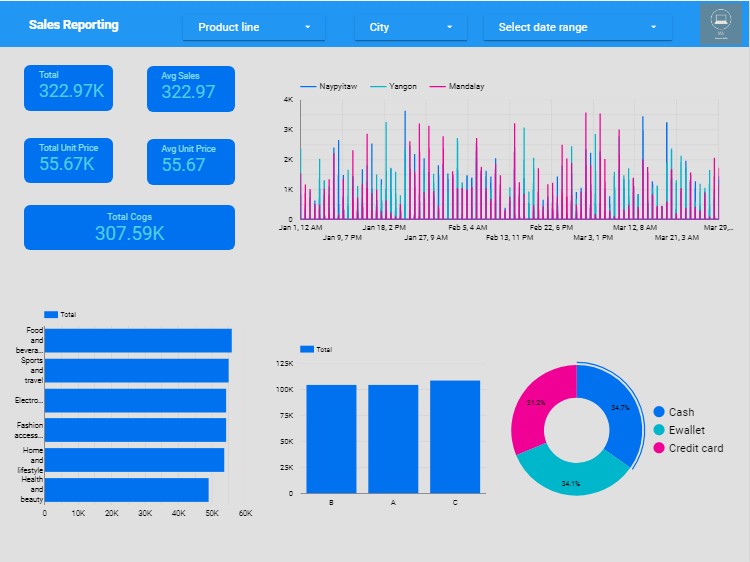 Sales Reporting
Product line
City
Select date range
Total
322.97K
Avg Sales
322.97
Total Unit Price
55.67K
Avg Unit Price
55.67
Total Cogs
307.59K
Naypyitaw
Yangon
Mandalay
4K
3K
2K
1K
0
Jan 1, 12 AM
Jan 18, 2 PM
Feb 5, 4 AM
Feb 22, 6 PM
Mar 12, 8 AM
Mar 29,...
Jan 9, 7 PM
Jan 27, 9 AM
Feb 13, 11 PM
Mar 3, 1 PM
Mar 21, 3 AM
Total
Food
and
bevera...
Sports
and
travel
Electro...
Fashion
access...
Home
and
lifestyle
Health
and
beauty
0
10K
20K
30K
40K
50K
60K
Total
125K
100K
75K
50K
25K
0
B
A
C
31.2%
34.7%
34.1%
Cash
Ewallet
Credit card